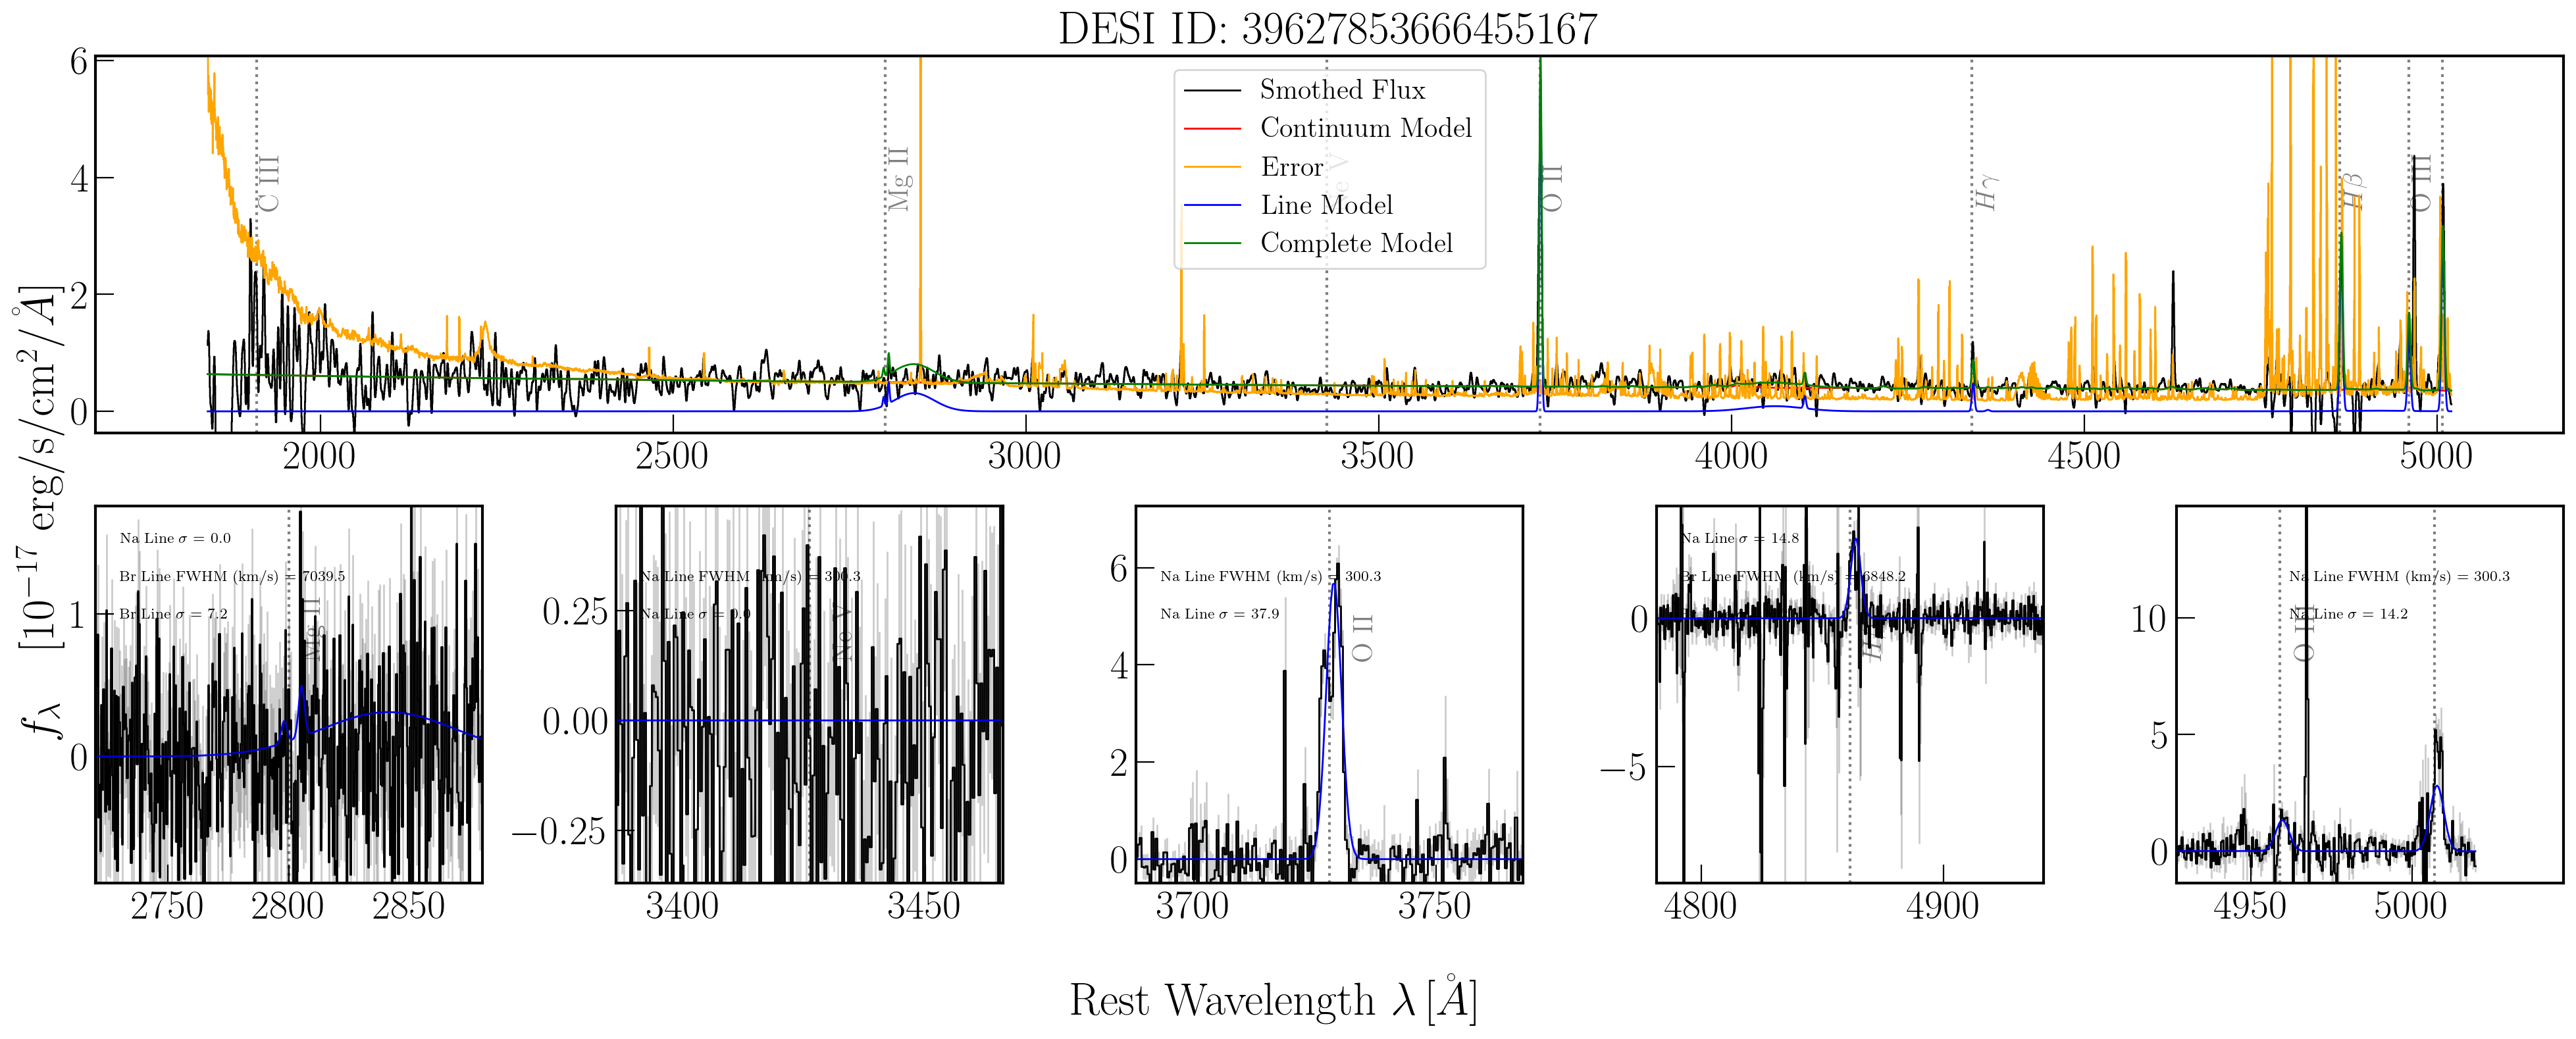 DESI ID: 39627853666455167
Smothed Flux
Continuum Model
Error
Line Model
Complete Model
C III
Mg II
O II
Hγ
Hβ
O III
6
4
2
0
2000
2500
3000
3500
4000
4500
5000
f_λ [10^{-17} erg/s/cm^2/Å]
Na Line σ = 0.0
Br Line FWHM (km/s) = 7039.5
Br Line σ = 7.2
Mg II
1
0
2750
2800
2850
Na Line FWHM (km/s) = 300.3
Na Line σ = 0.0
Ne V
0.25
0.00
−0.25
3400
3450
Na Line FWHM (km/s) = 300.3
Na Line σ = 37.9
O II
6
4
2
0
3700
3750
Na Line σ = 14.8
Br Line FWHM (km/s) = 6848.2
0
−5
4800
4900
Na Line FWHM (km/s) = 300.3
Na Line σ = 14.2
O III
10
5
0
4950
5000
Rest Wavelength λ [Å]